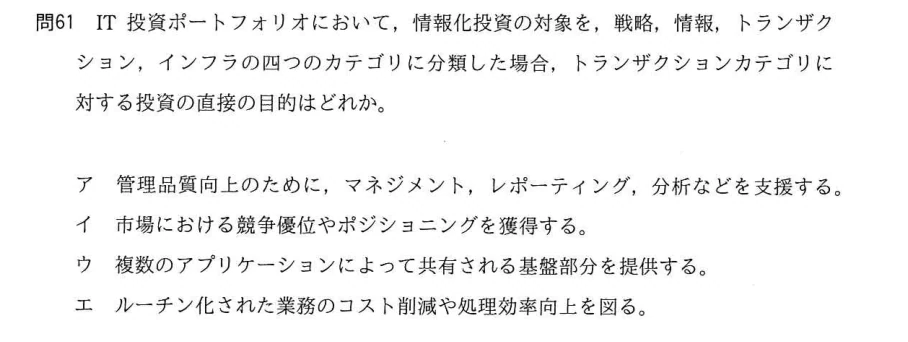 問61　IT 投資ポートフォリオにおいて，情報化投資の対象を，戦略，情報，トランザク
ション，インフラの四つのカテゴリに分類した場合，トランザクションカテゴリに
対する投資の直接の目的はどれか。
ア　管理品質向上のために，マネジメント，レポーティング，分析などを支援する。
イ　市場における競争優位やポジショニングを獲得する。
ウ　複数のアプリケーションによって共有される基盤部分を提供する。
エ　ルーチン化された業務のコスト削減や処理効率向上を図る。